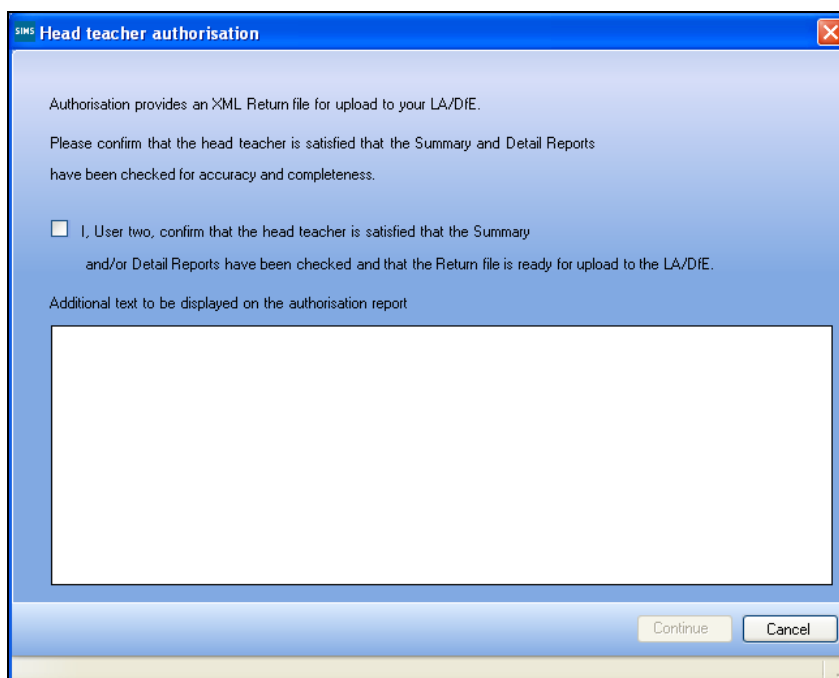 SIMS Head teacher authorisation
Authorisation provides an XML Return file for upload to your LA/DfE.
Please confirm that the head teacher is satisfied that the Summary and Detail Reports
have been checked for accuracy and completeness.
I, User two, confirm that the head teacher is satisfied that the Summary
and/or Detail Reports have been checked and that the Return file is ready for upload to the LA/DfE.
Additional text to be displayed on the authorisation report
Continue Cancel